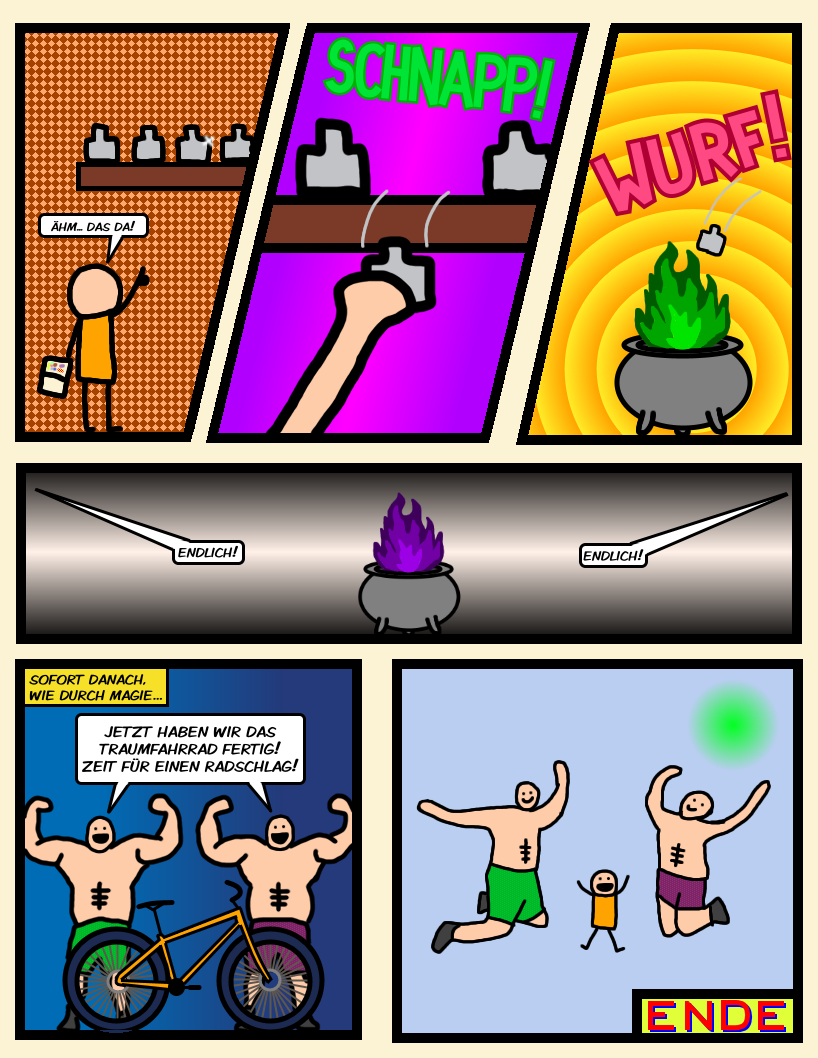 ÄHM... DAS DA!
SCHNAPP!
WURF!
ENDLICH!
ENDLICH!
SOFORT DANACH,
WIE DURCH MAGIE...
JETZT HABEN WIR DAS
TRAUMFAHRRAD FERTIG!
ZEIT FÜR EINEN RADSCHLAG!
ENDE